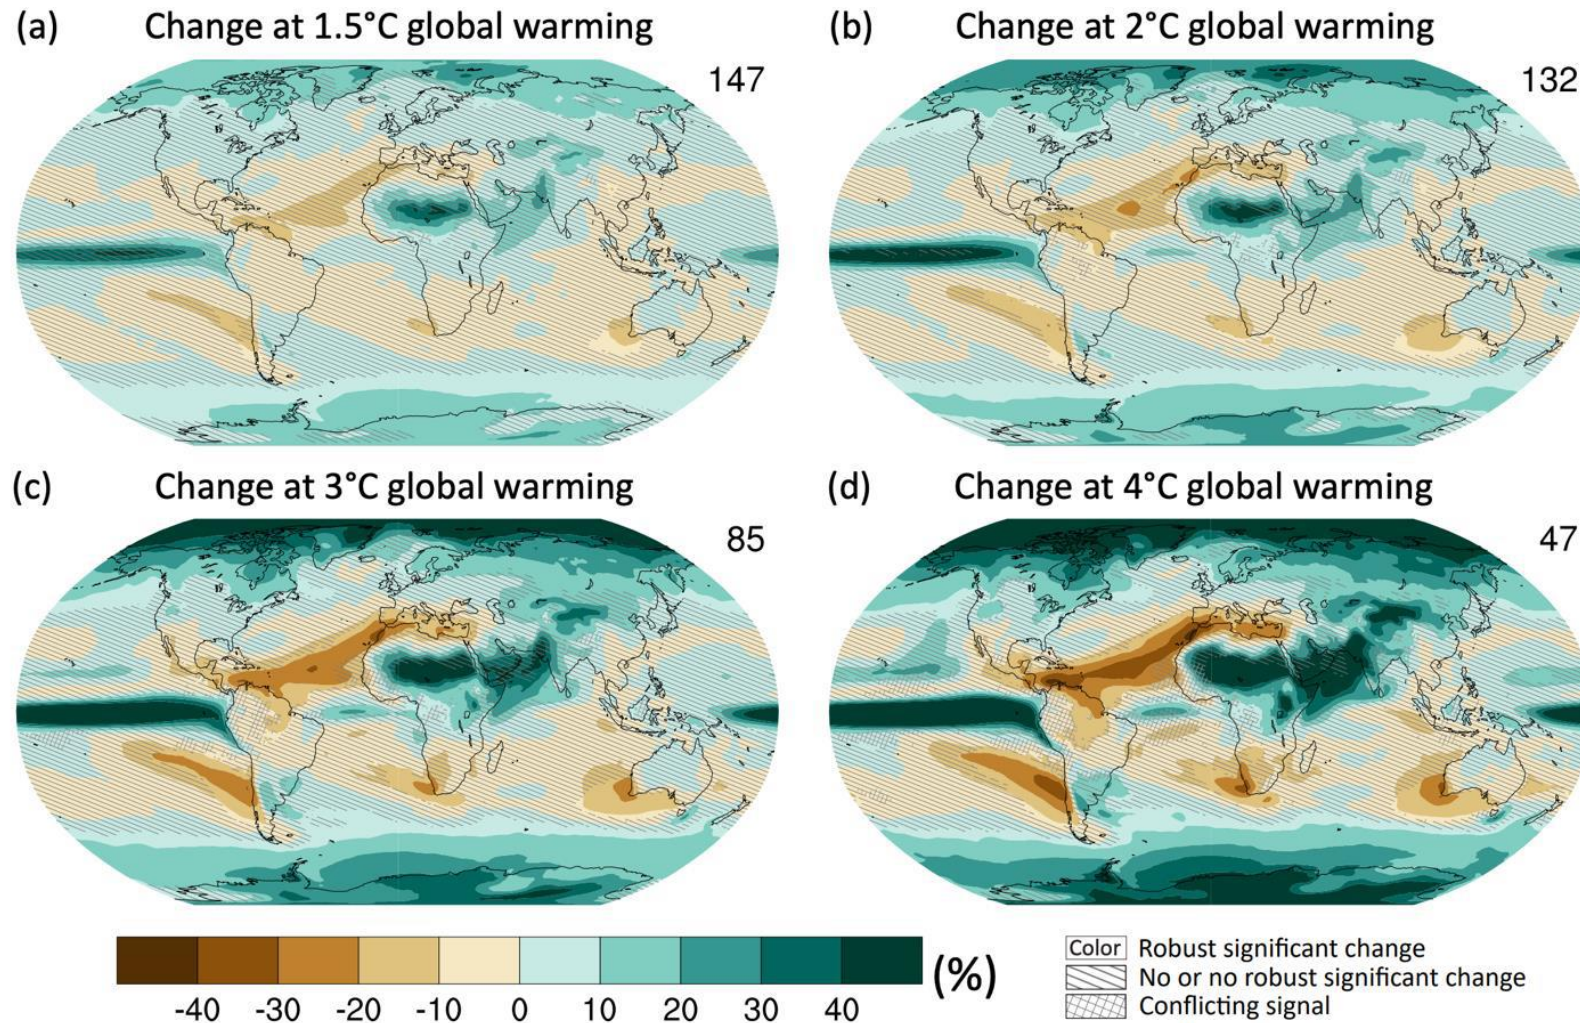 (a) Change at 1.5°C global warming
147
(b) Change at 2°C global warming
132
(c) Change at 3°C global warming
85
(d) Change at 4°C global warming
47
-40 -30 -20 -10 0 10 20 30 40 (%)
Color Robust significant change
No or no robust significant change
Conflicting signal